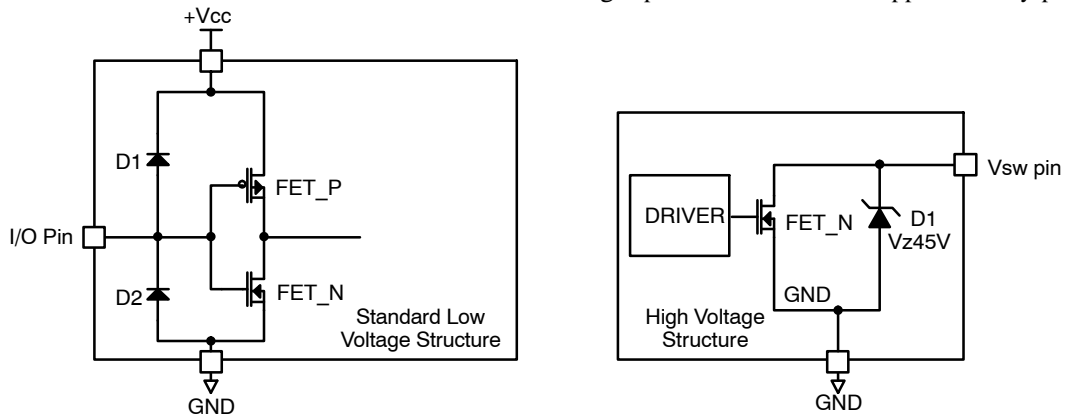 +Vcc
D1
FET_P
I/O Pin
D2
FET_N
Standard Low
Voltage Structure
GND
Vsw pin
DRIVER
FET_N
D1
Vz45V
GND
High Voltage
Structure
GND